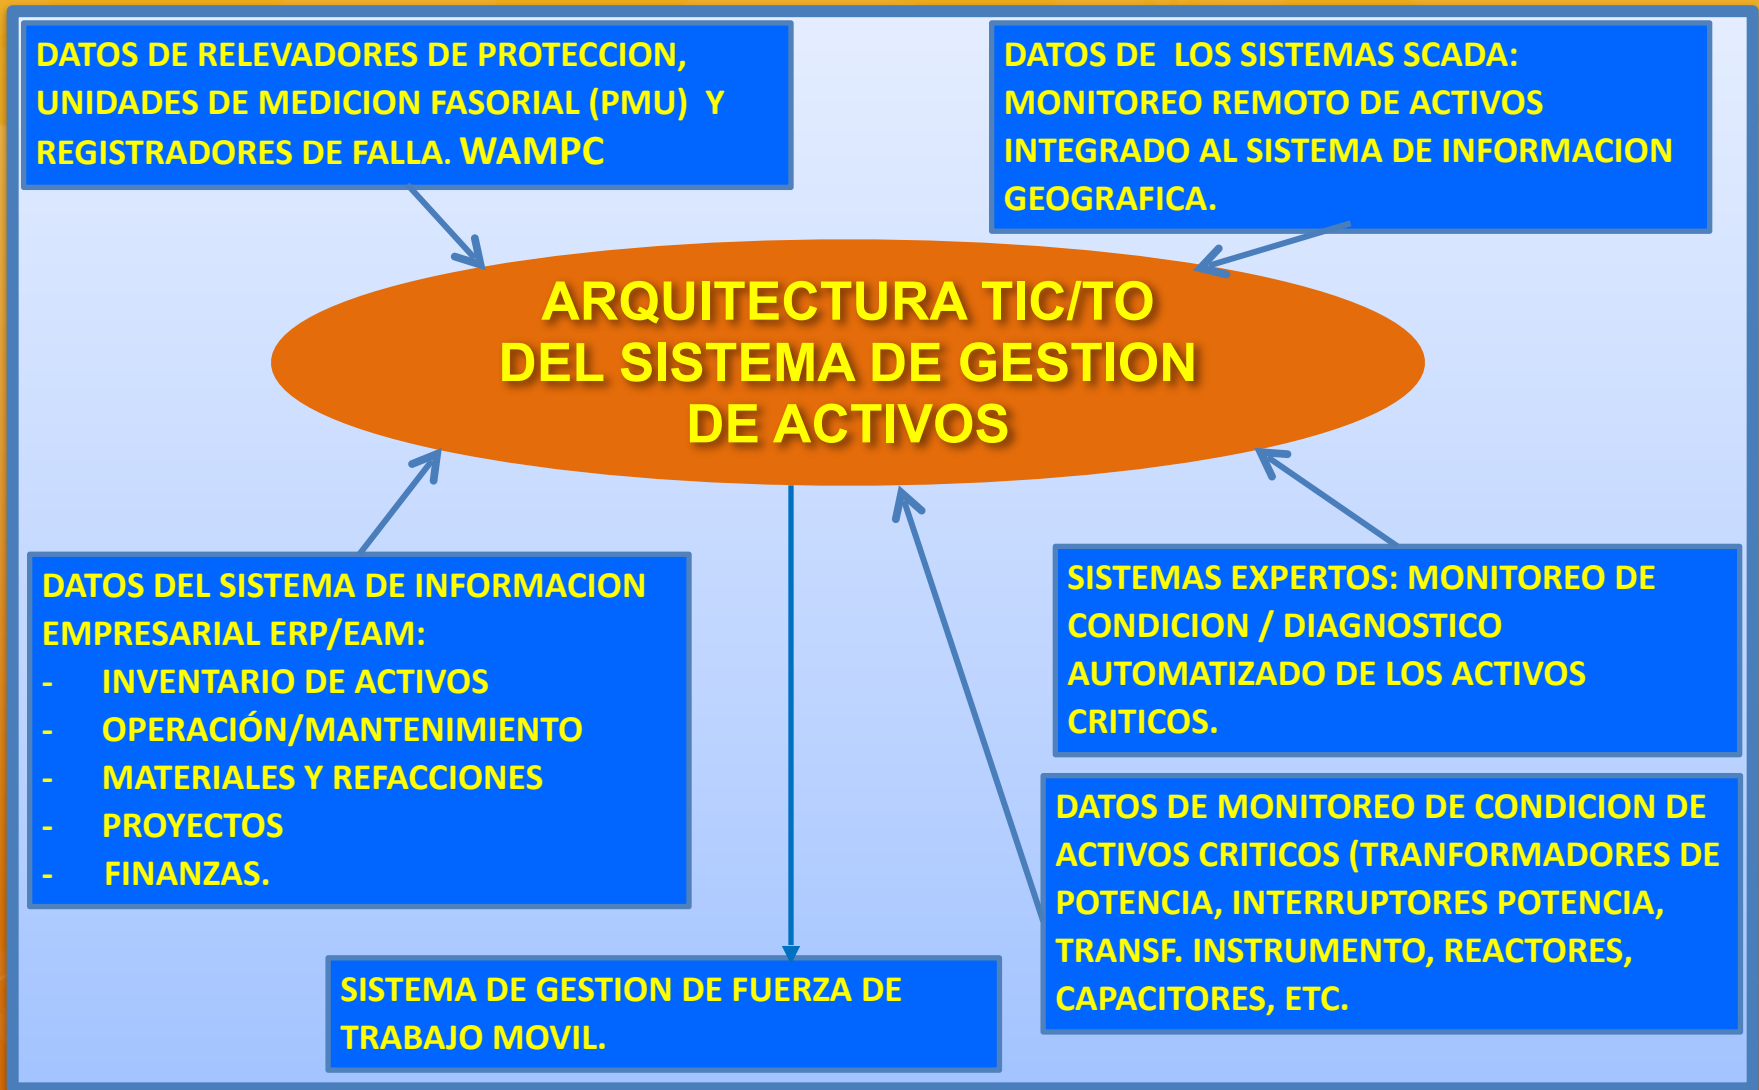 DATOS DE RELEVADORES DE PROTECCION,
UNIDADES DE MEDICION FASORIAL (PMU) Y
REGISTRADORES DE FALLA. WAMPC
DATOS DE LOS SISTEMAS SCADA:
MONITOREO REMOTO DE ACTIVOS
INTEGRADO AL SISTEMA DE INFORMACION
GEOGRAFICA.
ARQUITECTURA TIC/TO
DEL SISTEMA DE GESTION
DE ACTIVOS
DATOS DEL SISTEMA DE INFORMACION
EMPRESARIAL ERP/EAM:
- INVENTARIO DE ACTIVOS
- OPERACIÓN/MANTENIMIENTO
- MATERIALES Y REFACCIONES
- PROYECTOS
- FINANZAS.
SISTEMAS EXPERTOS: MONITOREO DE
CONDICION / DIAGNOSTICO
AUTOMATIZADO DE LOS ACTIVOS
CRITICOS.
DATOS DE MONITOREO DE CONDICION DE
ACTIVOS CRITICOS (TRANFORMADORES DE
POTENCIA, INTERRUPTORES POTENCIA,
TRANSF. INSTRUMENTO, REACTORES,
CAPACITORES, ETC.
SISTEMA DE GESTION DE FUERZA DE
TRABAJO MOVIL.